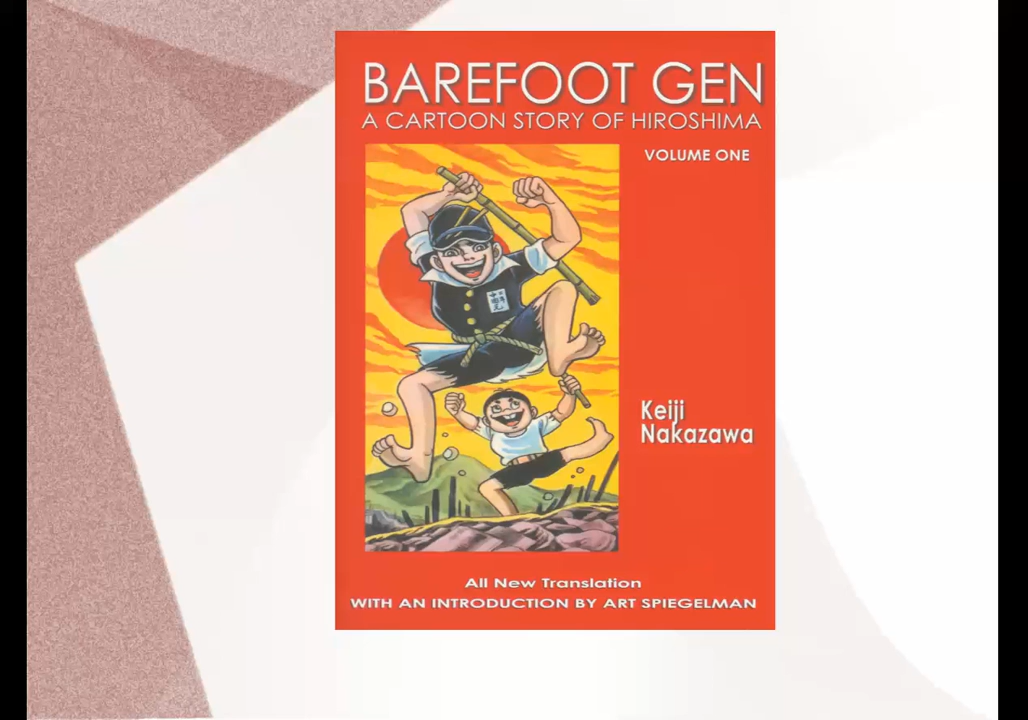 BAREFOOT GEN
A CARTOON STORY OF HIROSHIMA
VOLUME ONE
Keiji
Nakazawa
All New Translation
WITH AN INTRODUCTION BY ART SPIEGELMAN